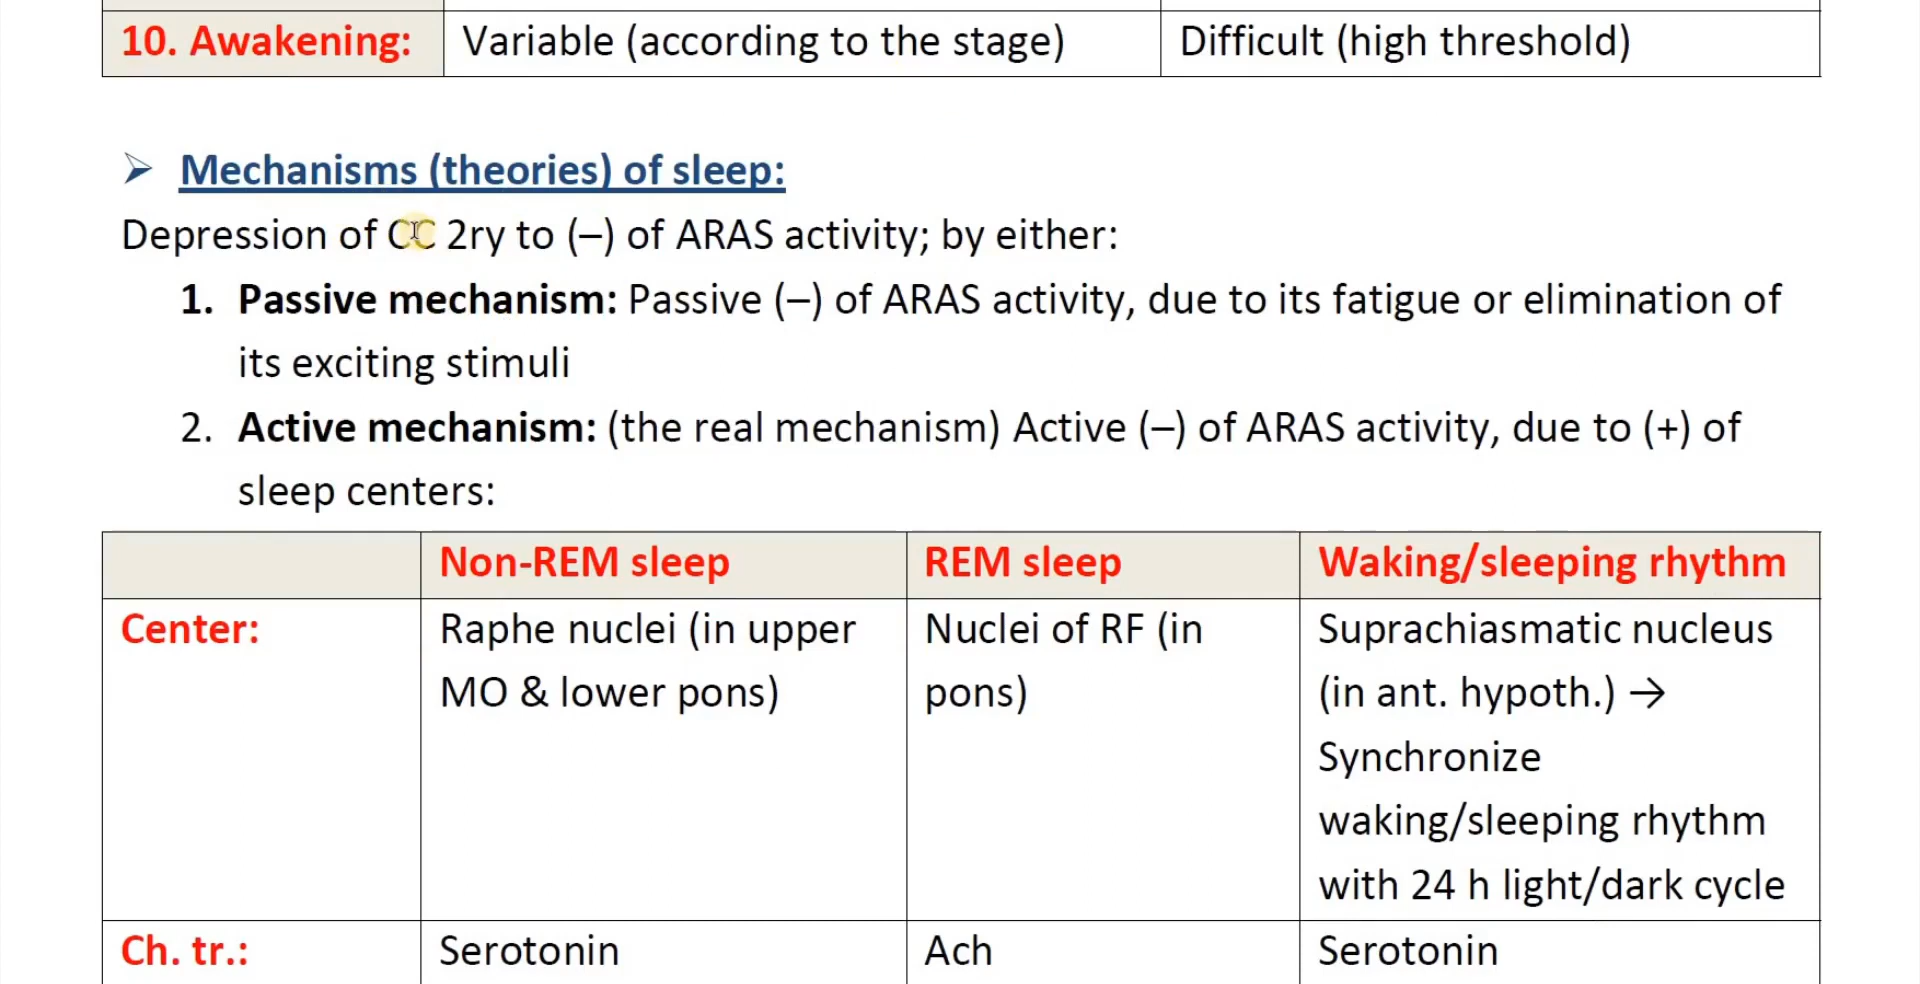 10. Awakening: Variable (according to the stage) Difficult (high threshold)
➢ Mechanisms (theories) of sleep:
Depression of CC 2ry to (–) of ARAS activity; by either:
1. Passive mechanism: Passive (–) of ARAS activity, due to its fatigue or elimination of
its exciting stimuli
2. Active mechanism: (the real mechanism) Active (–) of ARAS activity, due to (+) of
sleep centers:
Non-REM sleep REM sleep Waking/sleeping rhythm
Center: Raphe nuclei (in upper Nuclei of RF (in Suprachiasmatic nucleus
MO & lower pons) pons) (in ant. hypoth.) →
Synchronize
waking/sleeping rhythm
with 24 h light/dark cycle
Ch. tr.: Serotonin Ach Serotonin